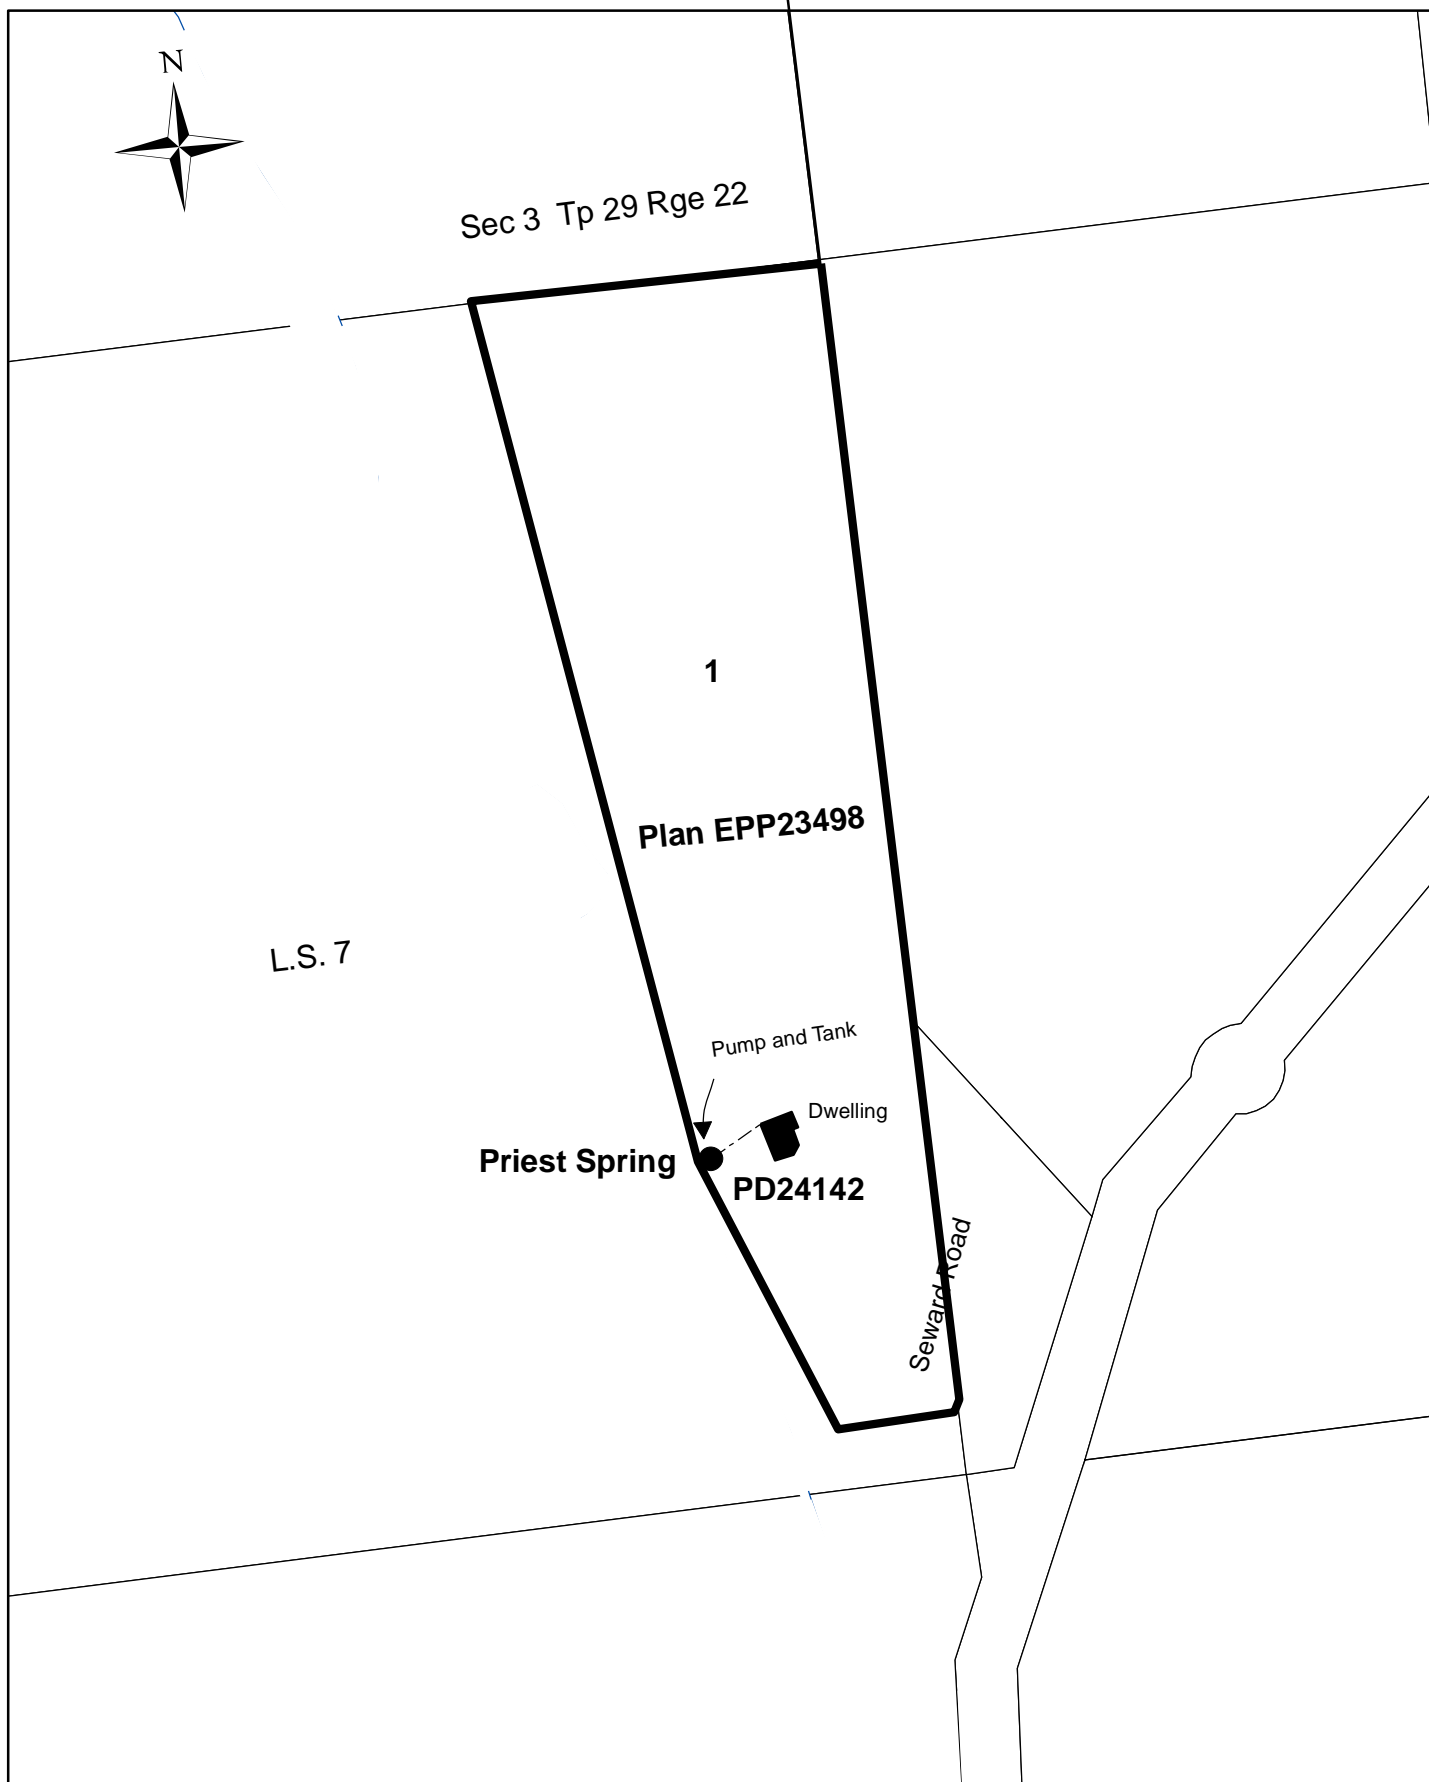 N
Sec 3  Tp 29 Rge 22
1
Plan EPP23498
L.S. 7
Pump and Tank
Dwelling
Priest Spring
PD24142
Seward Road